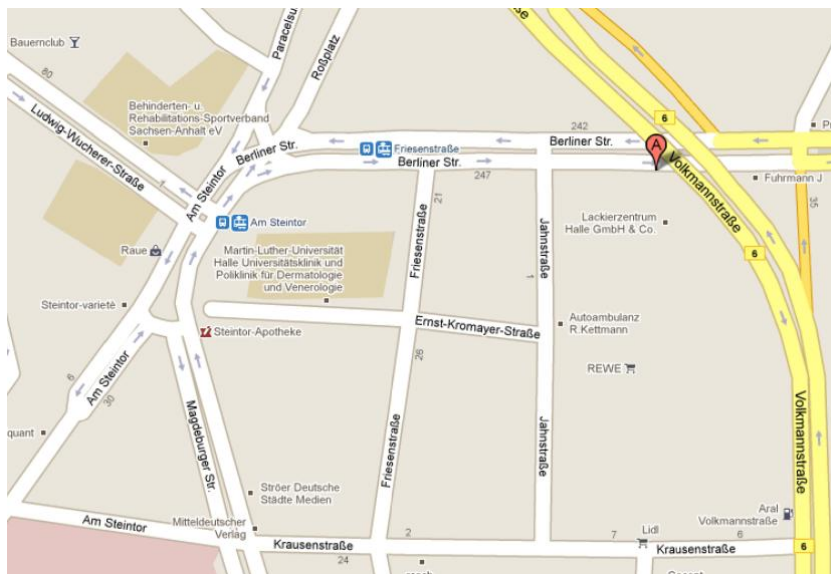 Bauernclub
80
Paracelsu
Roßplatz
Behinderten- u.
Rehabilitations-Sportverband
Sachsen-Anhalt eV
Ludwig-Wucherer-Straße
1
Am Steintor
Berliner Str.
Friesenstraße
Berliner Str.
247
242
Berliner Str.
A
6
Volkmannstraße
Fuhrmann J
35
Am Steintor
Raue
Martin-Luther-Universität
Halle Universitätsklinik und
Poliklinik für Dermatologie
und Venerologie
21
Friesenstraße
Jahnstraße
1
Lackierzentrum
Halle GmbH & Co.
6
Steintor-varieté
Steintor-Apotheke
Ernst-Kromayer-Straße
Autoambulanz
R.Kettmann
REWE
26
6
Am Steintor
30
Magdeburger Str.
Friesenstraße
Jahnstraße
Volkmannstraße
quant
Ströer Deutsche
Städte Medien
Am Steintor
Mitteldeutscher
Verlag
Krausenstraße
24
2
7
Lidl
6
Krausenstraße
Aral
Volkmannstraße
6